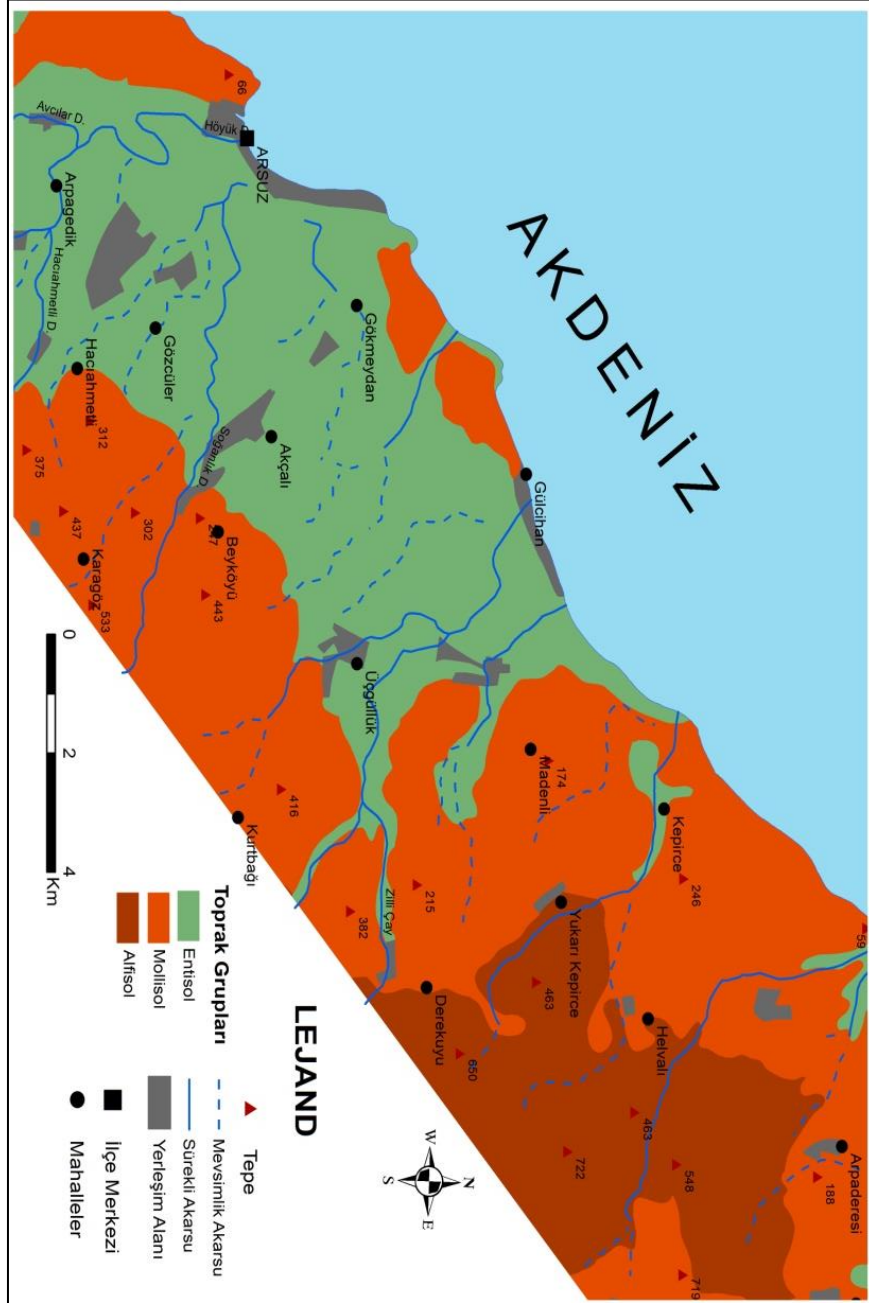 AKDENİZ
66
Avcılar D.
Höyük
ARSUZ
Arpagedik
Hacıahmetli D.
Gözcüler
Hacıahmetli
Gökmeydan
Akçalı
Soğanlık D.
Gülcihan
312
375
437
302
247
Beyköyü
443
Karagöz
533
Üçgüllük
416
Kurtbağı
Madenli
174
Kepirce
246
215
382
Zilli Çay
Yukarı Kepirce
463
Derekuyu
650
Helvalı
463
722
548
59
Arpaderesi
188
719
0 2 4
Km
LEJAND
Toprak Grupları
Entisol
Mollisol
Alfisol
Tepe
Mevsimlik Akarsu
Sürekli Akarsu
Yerleşim Alanı
İlçe Merkezi
Mahalleler
N
W
E
S